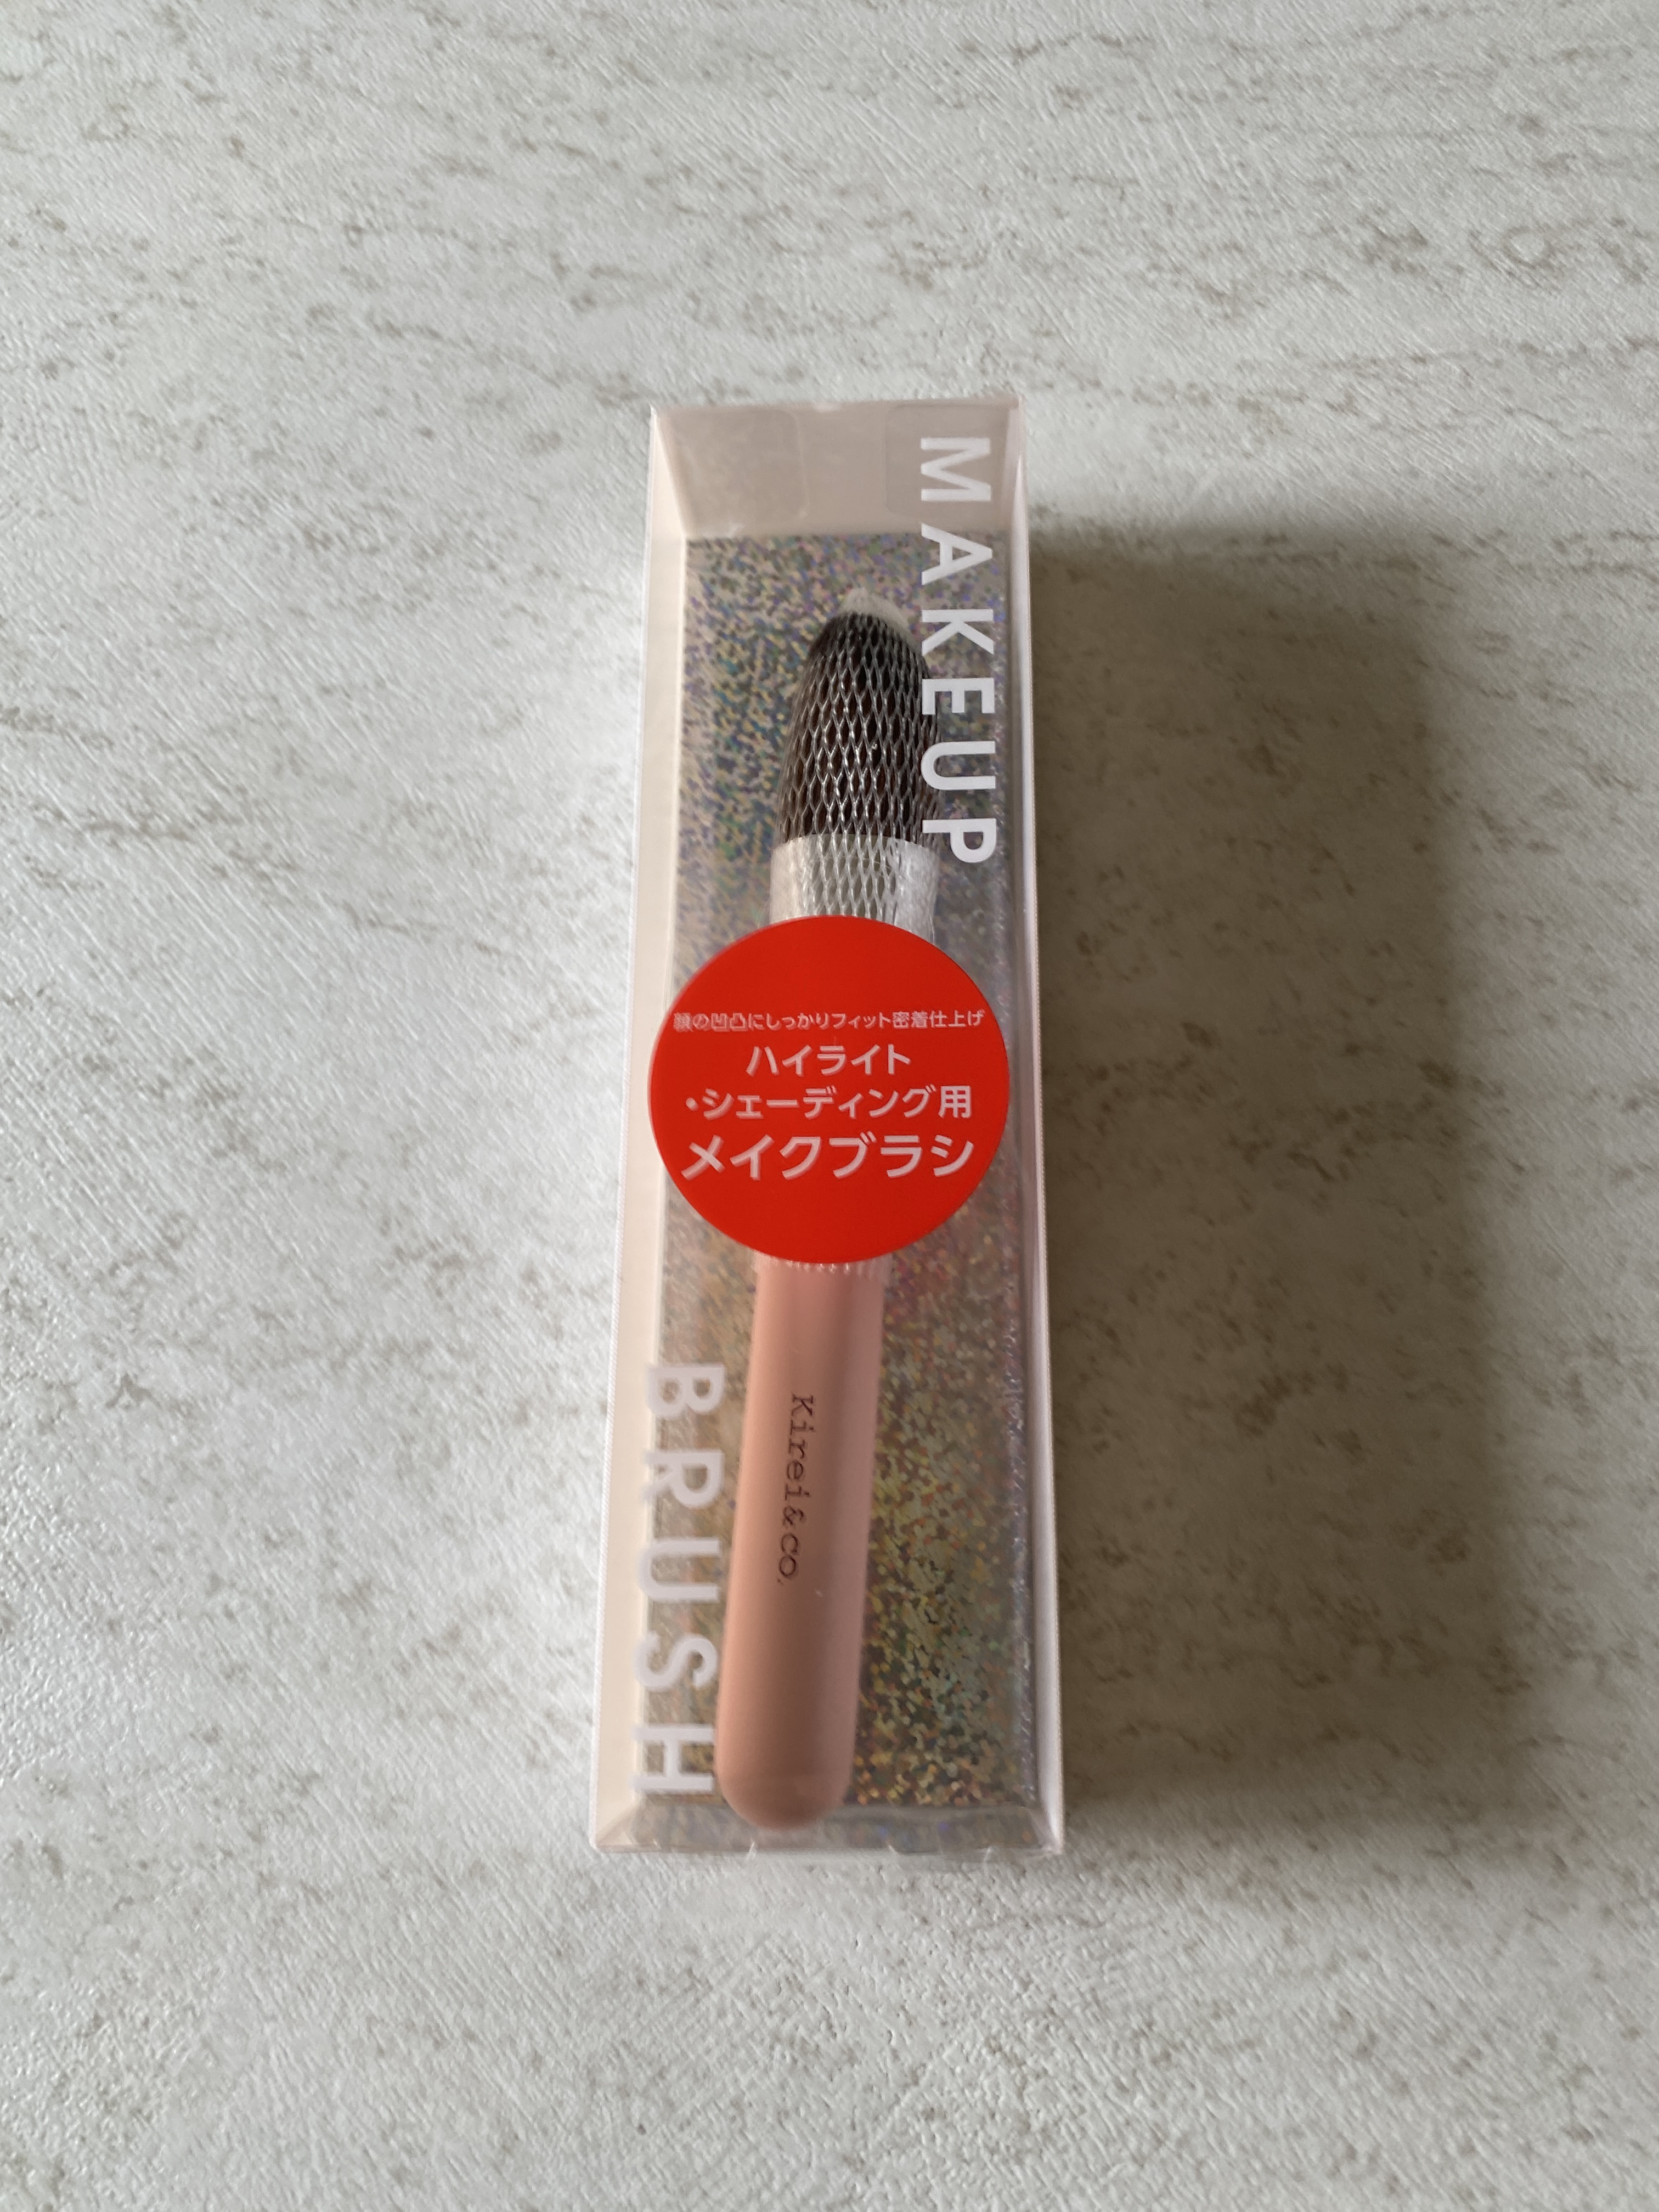 MAKEUP
顔の凹凸にしっかりフィット密着仕上げ
ハイライト
・シェーディング用
メイクブラシ
Kirei&co.
BRUSH